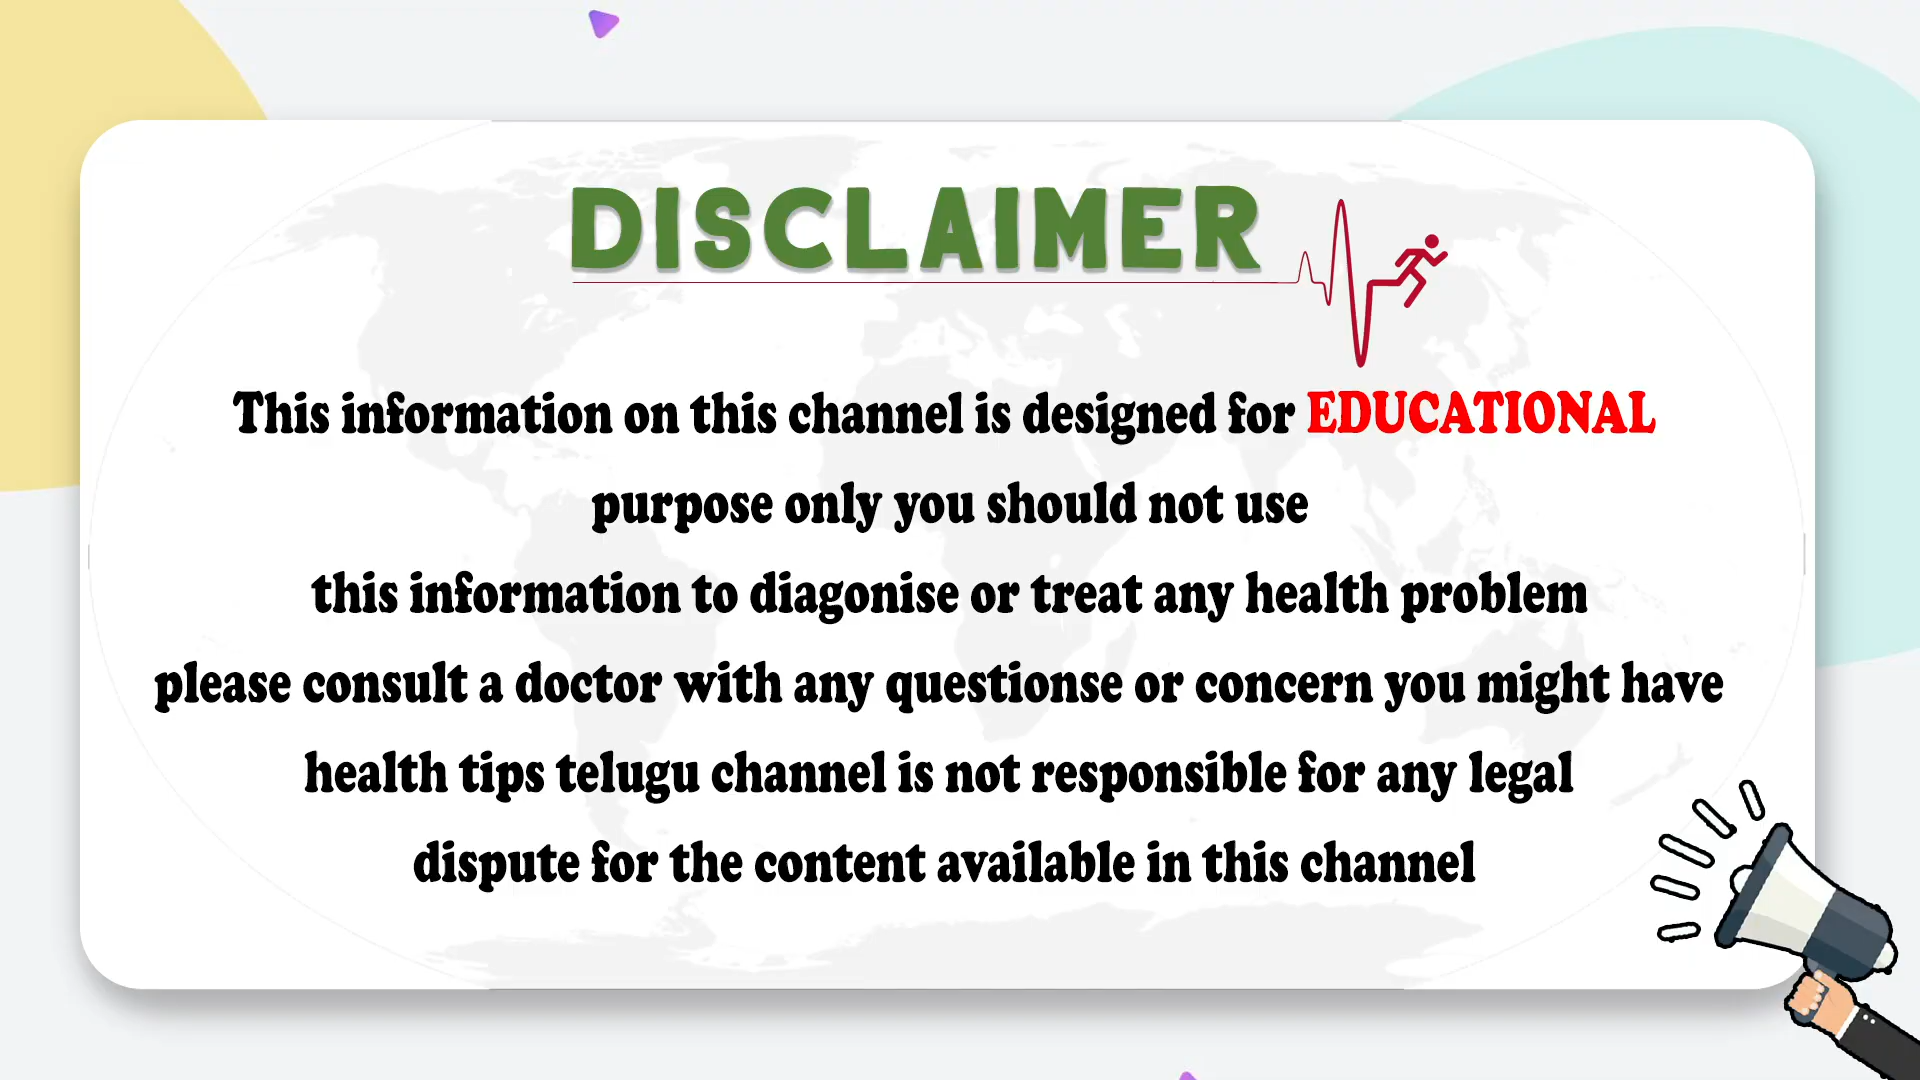 DISCLAIMER
This information on this channel is designed for EDUCATIONAL
purpose only you should not use
this information to diagonise or treat any health problem
please consult a doctor with any questionse or concern you might have
health tips telugu channel is not responsible for any legal
dispute for the content available in this channel